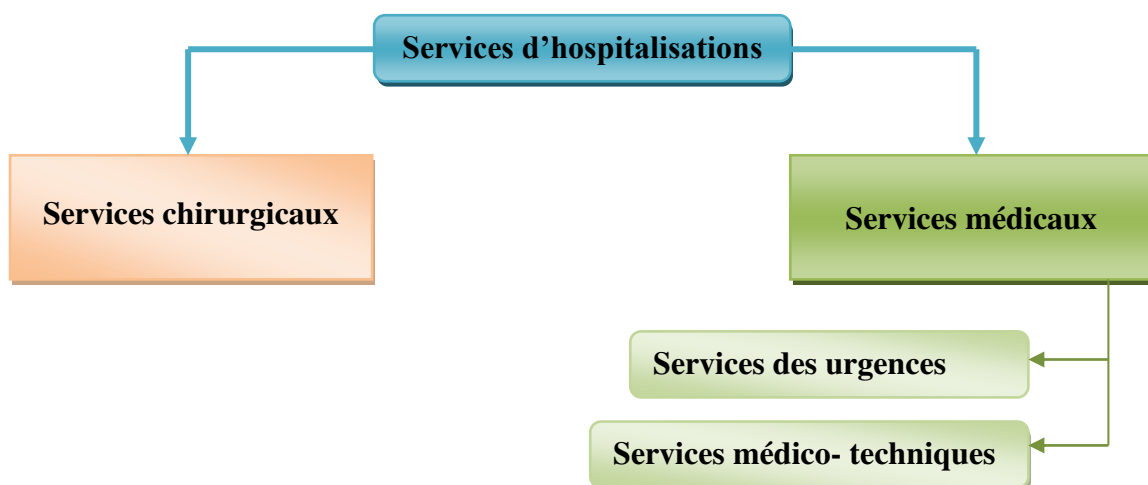 Services d’hospitalisations
Services chirurgicaux
Services médicaux
Services des urgences
Services médico- techniques